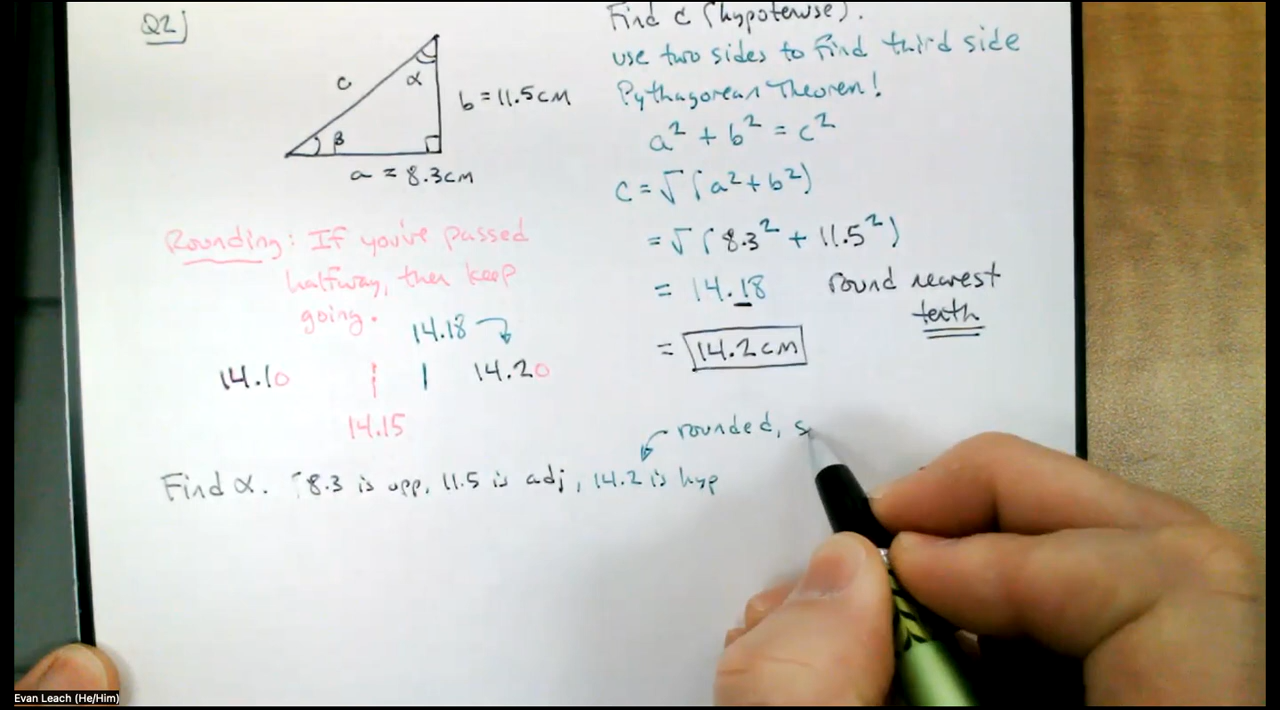 Q2
Find c (hypotenuse).
use two sides to find third side
Pythagorean Theorem!
a² + b² = c²
c = √(a² + b²)
= √(8.3² + 11.5²)
= 14.18 round nearest
tenth
= 14.2cm
c
α
β
b = 11.5cm
a = 8.3cm
Rounding: If you've passed
halfway, then keep
going.
14.18
14.10
14.20
14.15
rounded, s
Find α. 8.3 is opp, 11.5 is adj, 14.2 is hyp
Evan Leach (He/Him)